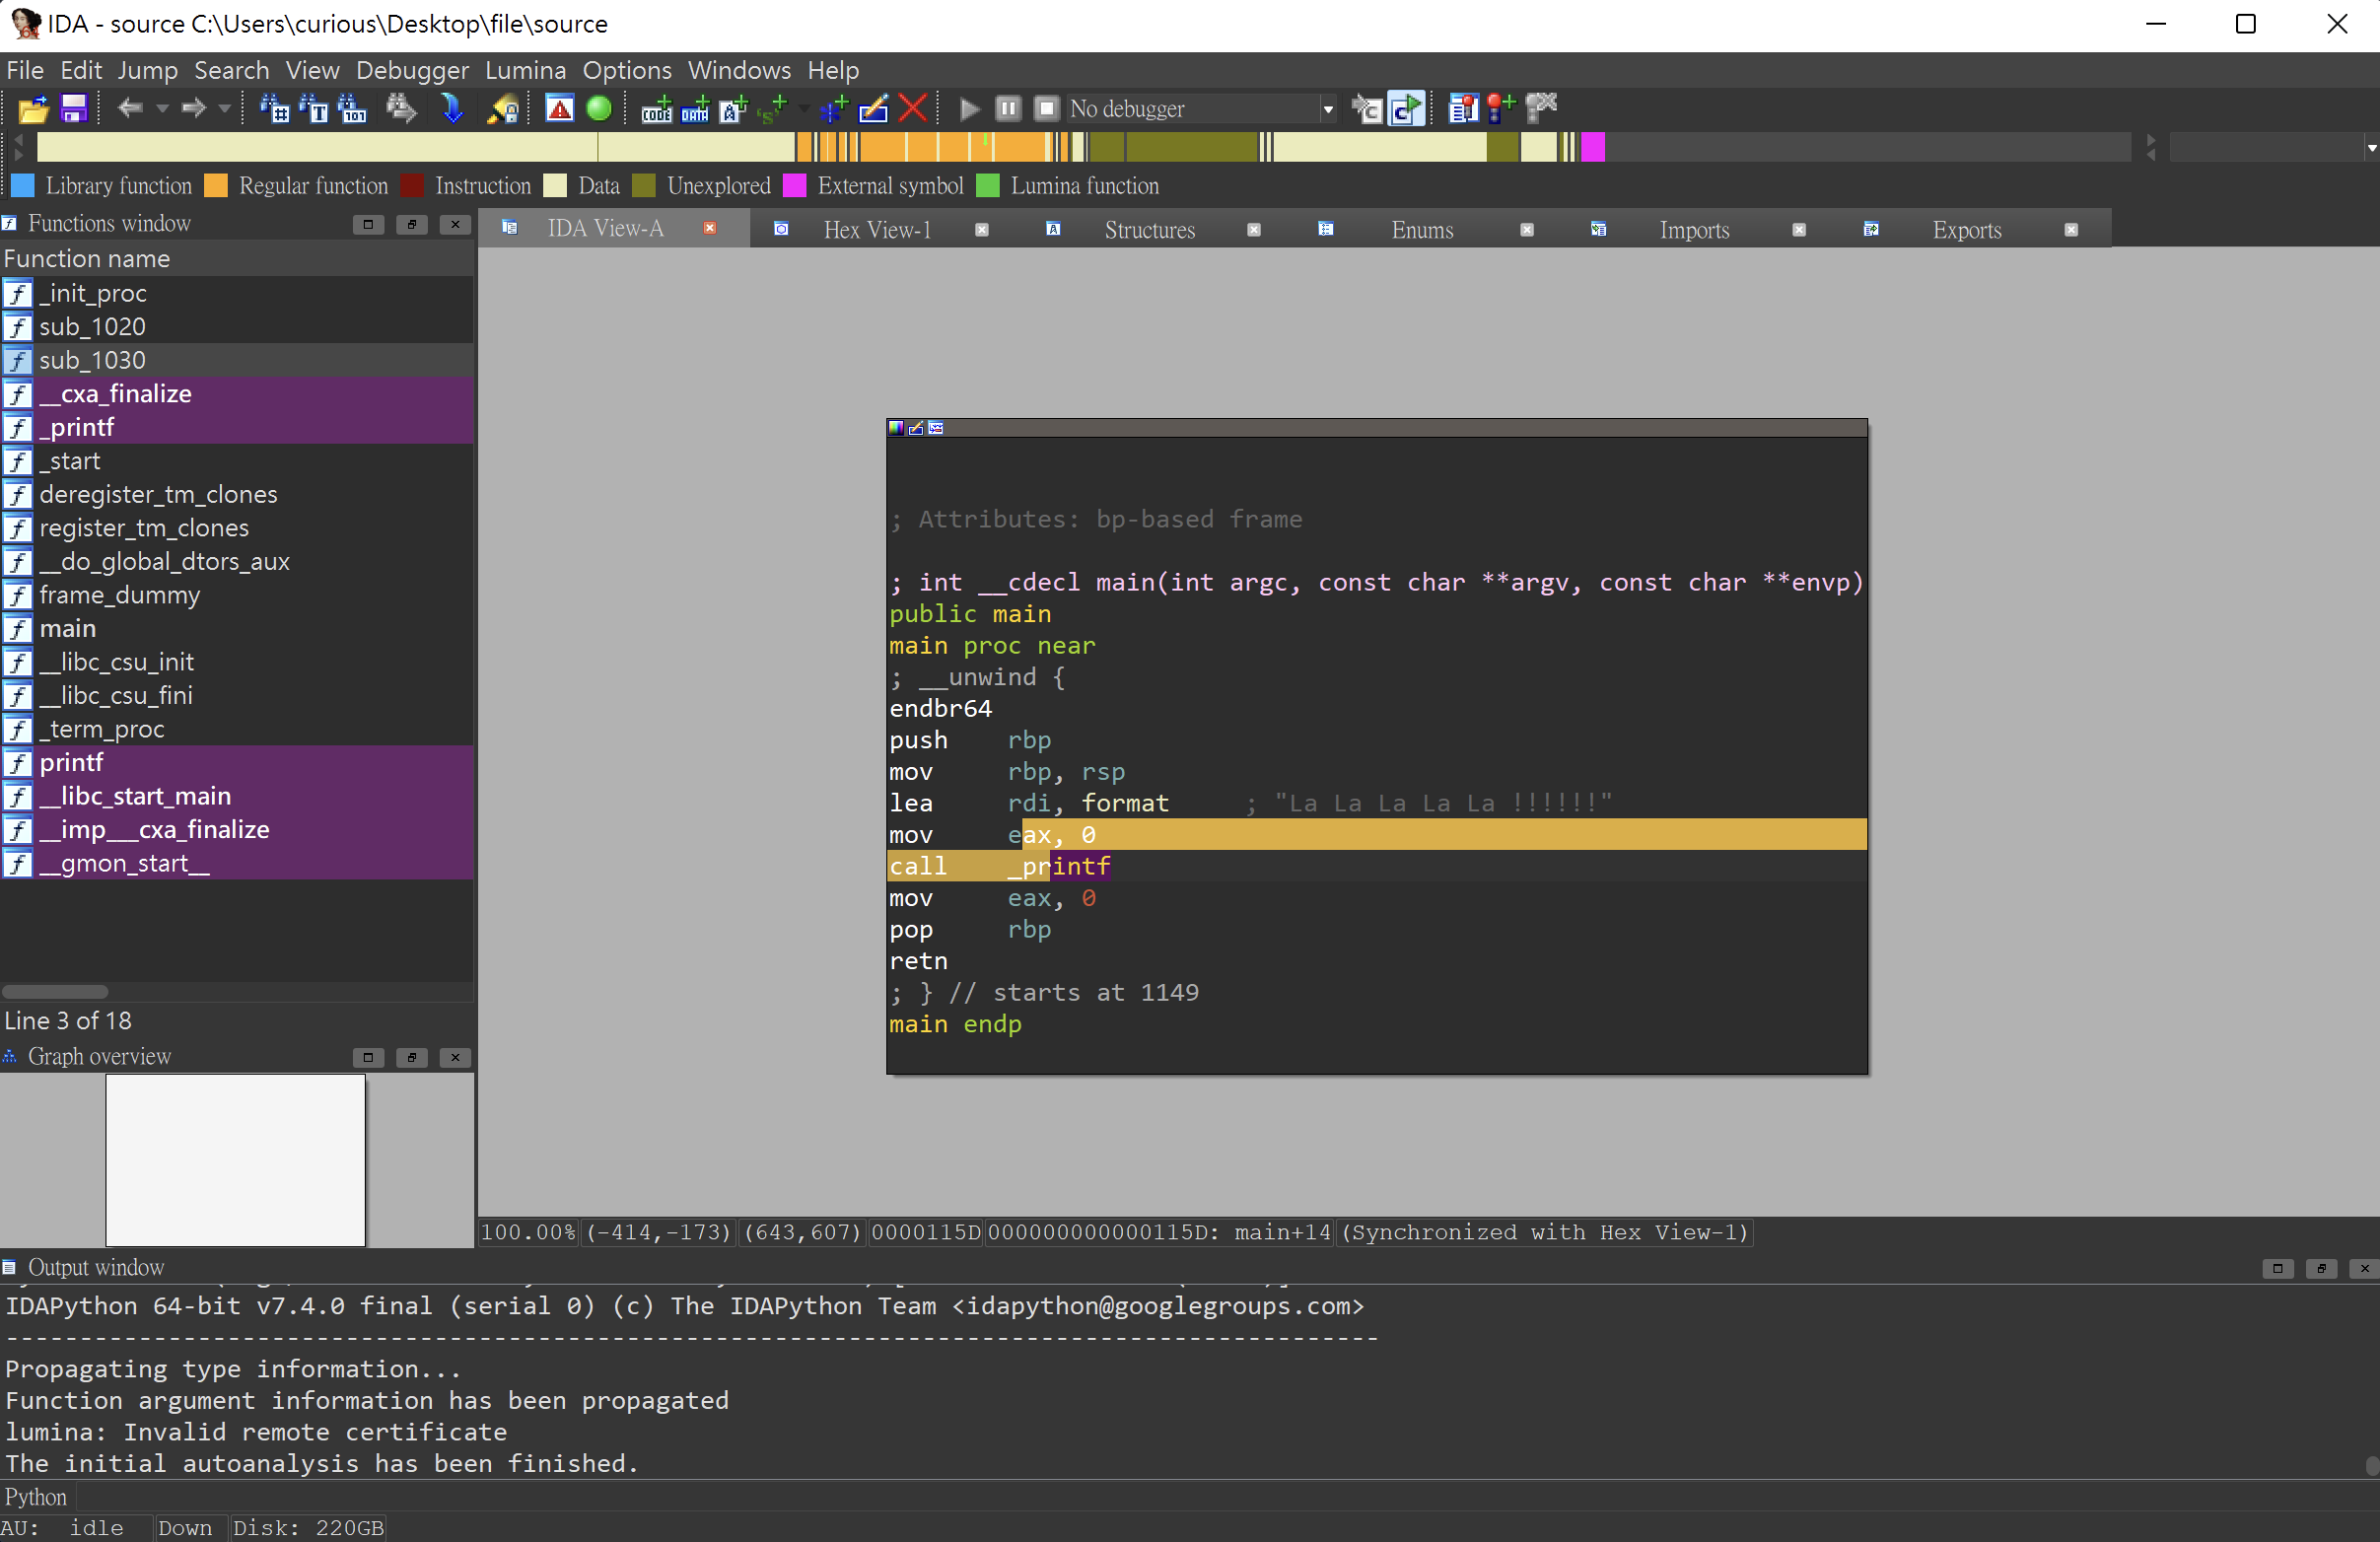 IDA - source C:\Users\curious\Desktop\file\source
File Edit Jump Search View Debugger Lumina Options Windows Help
No debugger
Library function Regular function Instruction Data Unexplored External symbol Lumina function
Functions window
Function name
_init_proc
sub_1020
sub_1030
__cxa_finalize
_printf
_start
deregister_tm_clones
register_tm_clones
__do_global_dtors_aux
frame_dummy
main
__libc_csu_init
__libc_csu_fini
_term_proc
printf
__libc_start_main
__imp___cxa_finalize
__gmon_start__
Line 3 of 18
Graph overview
IDA View-A Hex View-1 Structures Enums Imports Exports
; Attributes: bp-based frame
; int __cdecl main(int argc, const char **argv, const char **envp)
public main
main proc near
; __unwind {
endbr64
push rbp
mov rbp, rsp
lea rdi, format ; "La La La La La !!!!!!"
mov eax, 0
call _printf
mov eax, 0
pop rbp
retn
; } // starts at 1149
main endp
100.00% (-414,-173) (643,607) 0000115D 000000000000115D: main+14 (Synchronized with Hex View-1)
Output window
IDAPython 64-bit v7.4.0 final (serial 0) (c) The IDAPython Team <idapython@googlegroups.com>
---------------------------------------------------------------------------------------------
Propagating type information...
Function argument information has been propagated
lumina: Invalid remote certificate
The initial autoanalysis has been finished.
Python
AU: idle Down Disk: 220GB